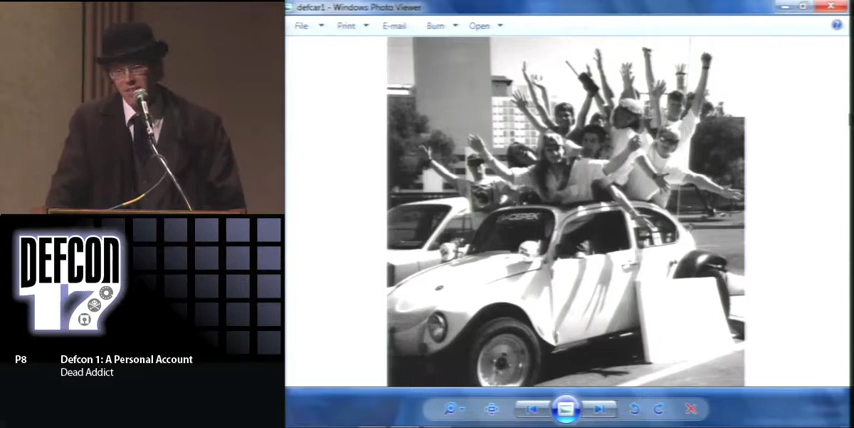 defcar1 - Windows Photo Viewer
File
Print
E-mail
Burn
Open
DEFCON
17
P8
Defcon 1: A Personal Account
Dead Addict